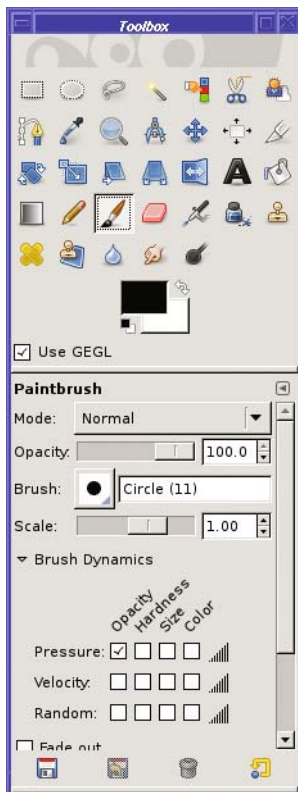 Toolbox
Use GEGL
Paintbrush
Mode: Normal
Opacity: 100.0
Brush: Circle (11)
Scale: 1.00
Brush Dynamics
Opacity Hardness Size Color
Pressure:
Velocity:
Random:
Fade out